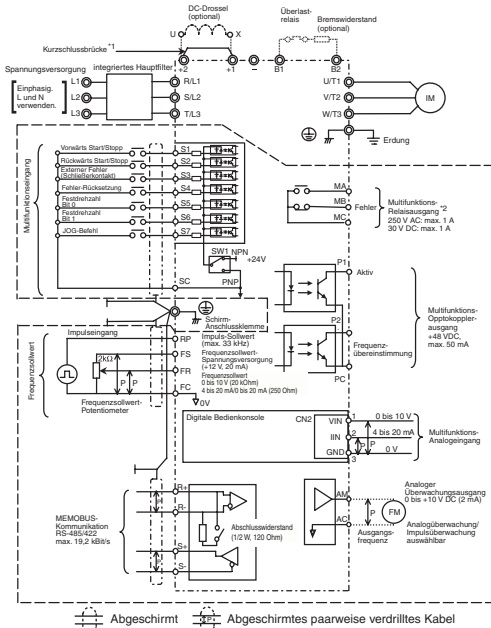 DC-Drossel
(optional)
U
X
Überlast-
relais
Bremswiderstand
(optional)
Kurzschlussbrücke *1
+2
+1
−
B1
B2
Spannungsversorgung
integriertes Hauptfilter
L1
R/L1
U/T1
Einphasig.
L und N
verwenden.
L2
S/L2
V/T2
IM
L3
T/L3
W/T3
Erdung
Multifunktionseingang
Vorwärts Start/Stopp
S1
Rückwärts Start/Stopp
S2
Externer Fehler
(Schließerkontakt)
S3
Fehler-Rücksetzung
S4
Festdrehzahl
Bit 0
S5
Festdrehzahl
Bit 1
S6
JOG-Befehl
S7
SW1
NPN
+24V
SC
PNP
MA
MB
MC
Fehler
Multifunktions-
Relaisausgang *2
250 V AC: max. 1 A
30 V DC: max. 1 A
P1
Aktiv
P2
Frequenz-
übereinstimmung
PC
Multifunktions-
Opptokoppler-
ausgang
+48 VDC,
max. 50 mA
Schirm-
Anschlussklemme
Frequenzsollwert
Impulseingang
RP
Impuls-Sollwert
(max. 33 kHz)
2kΩ
FS
Frequenzsollwert-
Spannungsversorgung
(+12 V, 20 mA)
P
P
FR
Frequenzsollwert
0 bis 10 V (20 kOhm)
4 bis 20 mA/0 bis 20 mA (250 Ohm)
FC
0V
Frequenzsollwert-
Potentiometer
Digitale Bedienkonsole
CN2
VIN
1
0 bis 10 V
IIN
2
4 bis 20 mA
P
P
GND
3
0 V
Multifunktions-
Analogeingang
MEMOBUS-
Kommunikation
RS-485/422
max. 19,2 kBit/s
R+
P
R-
S+
P
S-
Abschlusswiderstand
(1/2 W, 120 Ohm)
AM
AC
P
FM
Ausgangs-
frequenz
Analoger
Überwachungsausgang
0 bis +10 V DC (2 mA)
Analogüberwachung/
Impulsüberwachung
auswählbar
Abgeschirmt
P
Abgeschirmtes paarweise verdrilltes Kabel